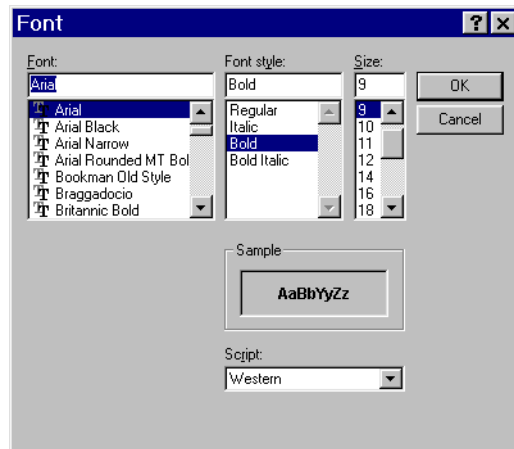 Font
? ×
Font:
Font style:
Size:
Arial
Bold
9
OK
Cancel
Arial
Arial Black
Arial Narrow
Arial Rounded MT Bol
Bookman Old Style
Braggadocio
Britannic Bold
Regular
Italic
Bold
Bold Italic
9
10
11
12
14
16
18
Sample
AaBbYyZz
Script:
Western